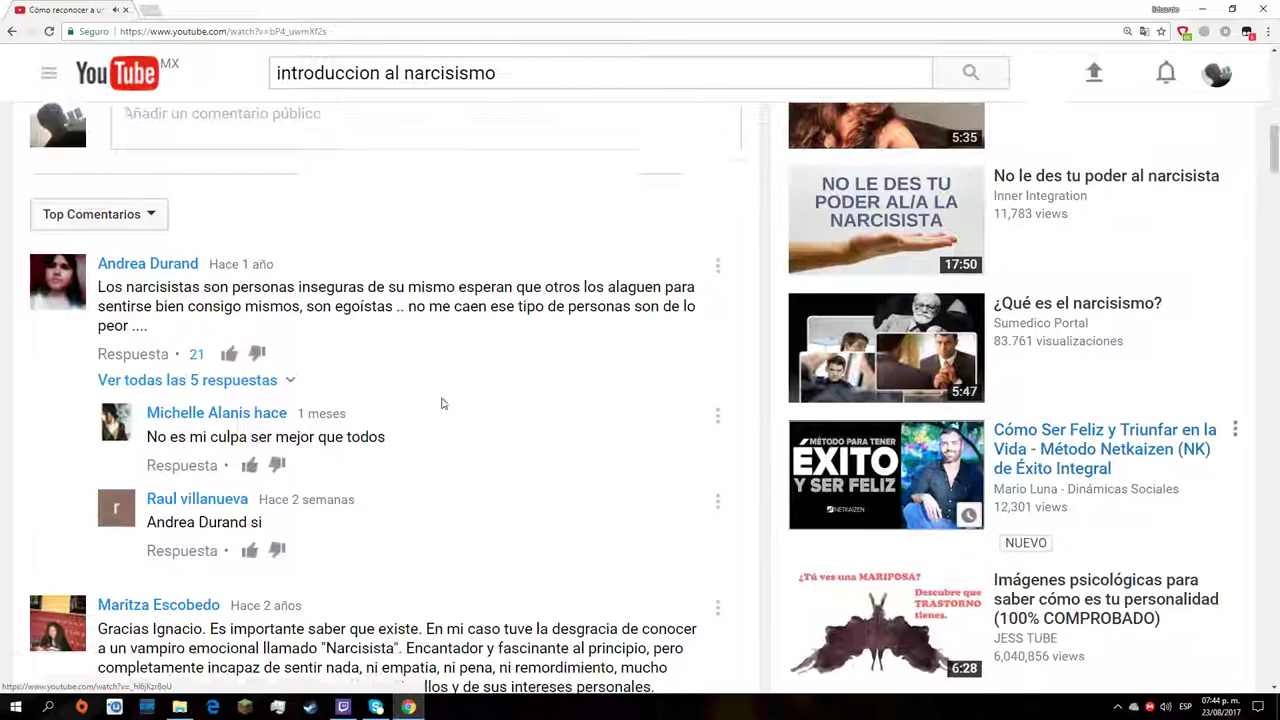 Cómo reconocer a u
Eduardo
Seguro
https://www.youtube.com/watch?v=bP4_uwmXf2s
YouTube MX
introduccion al narcisismo
Añadir un comentario público
Top Comentarios
Andrea Durand Hace 1 año
Los narcisistas son personas inseguras de su mismo esperan que otros los alaguen para
sentirse bien consigo mismos, son egoístas .. no me caen ese tipo de personas son de lo
peor ....
Respuesta • 21
Ver todas las 5 respuestas
Michelle Alanis hace 1 meses
No es mi culpa ser mejor que todos
Respuesta •
Raul villanueva Hace 2 semanas
r
Andrea Durand si
Respuesta •
Maritza Escobedo Hace 2 años
Gracias Ignacio. Es importante saber que existe. En mi caso tuve la desgracia de conocer
a un vampiro emocional llamado "Narcisista". Encantador y fascinante al principio, pero
completamente incapaz de sentir nada, ni empatia, ni pena, ni remordimiento, mucho
llos y de sus intereses personales.
5:35
NO LE DES TU
PODER AL/A LA
NARCISISTA
17:50
No le des tu poder al narcisista
Inner Integration
11,783 views
5:47
¿Qué es el narcisismo?
Sumedico Portal
83.761 visualizaciones
MÉTODO PARA TENER
ÉXITO
Y SER FELIZ
NETKAIZEN
Cómo Ser Feliz y Triunfar en la
Vida - Método Netkaizen (NK)
de Éxito Integral
Mario Luna - Dinámicas Sociales
12,301 views
NUEVO
¿Tú ves una MARIPOSA?
Descubre que
TRASTORNO
tienes.
6:28
Imágenes psicológicas para
saber cómo es tu personalidad
(100% COMPROBADO)
JESS TUBE
6,040,856 views
ESP
07:44 p. m.
23/08/2017